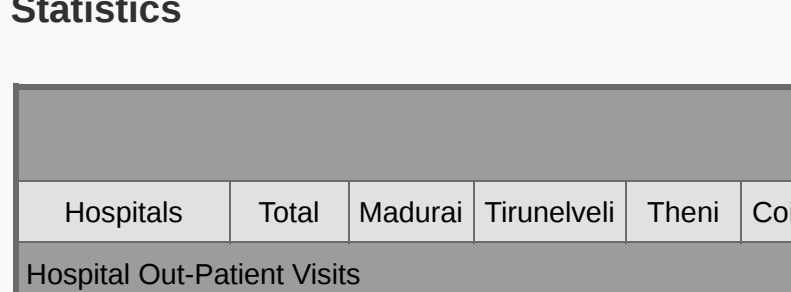 Statistics
Hospitals Total Madurai Tirunelveli Theni
Hospital Out-Patient Visits